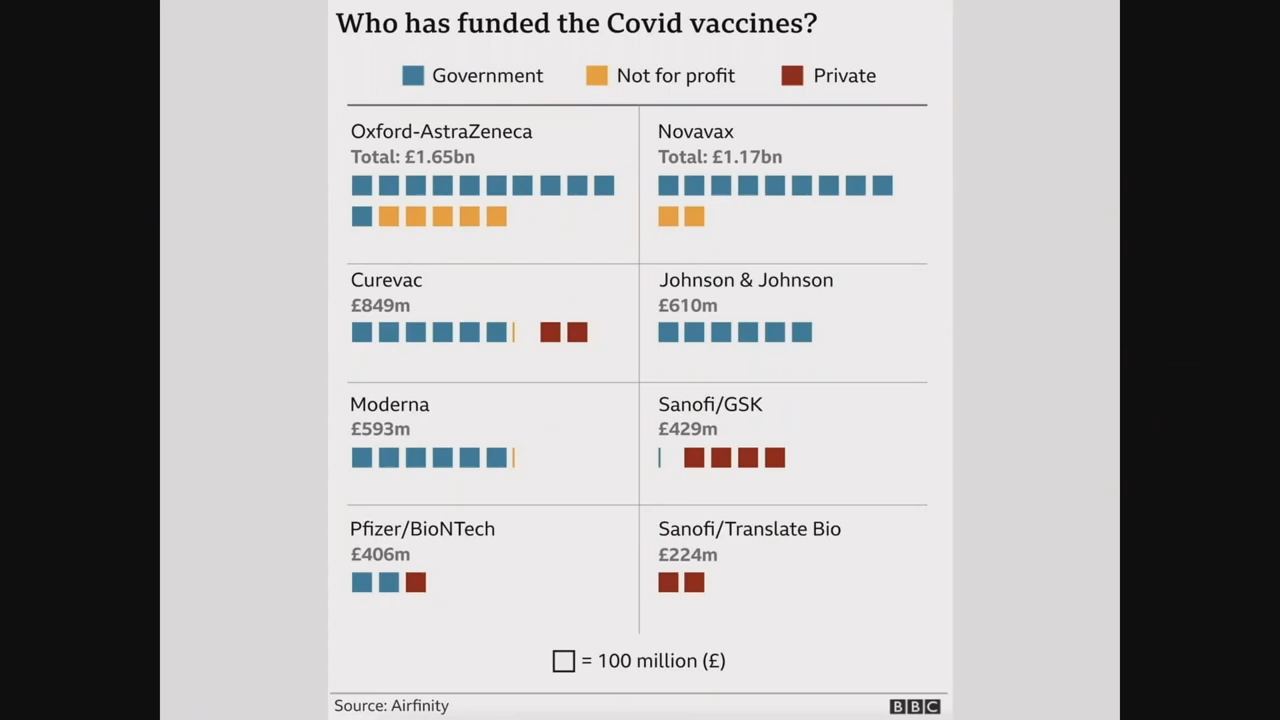 Who has funded the Covid vaccines?
Government Not for profit Private
Oxford-AstraZeneca
Total: £1.65bn
Novavax
Total: £1.17bn
Curevac
£849m
Johnson & Johnson
£610m
Moderna
£593m
Sanofi/GSK
£429m
Pfizer/BioNTech
£406m
Sanofi/Translate Bio
£224m
= 100 million (£)
Source: Airfinity
BBC